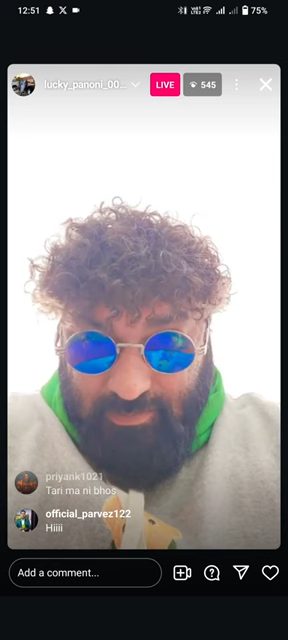 12:51
75%
lucky_panoni_00...
LIVE
545
priyank1021
Tari ma ni bhos
official_parvez122
Hiiii
Add a comment...